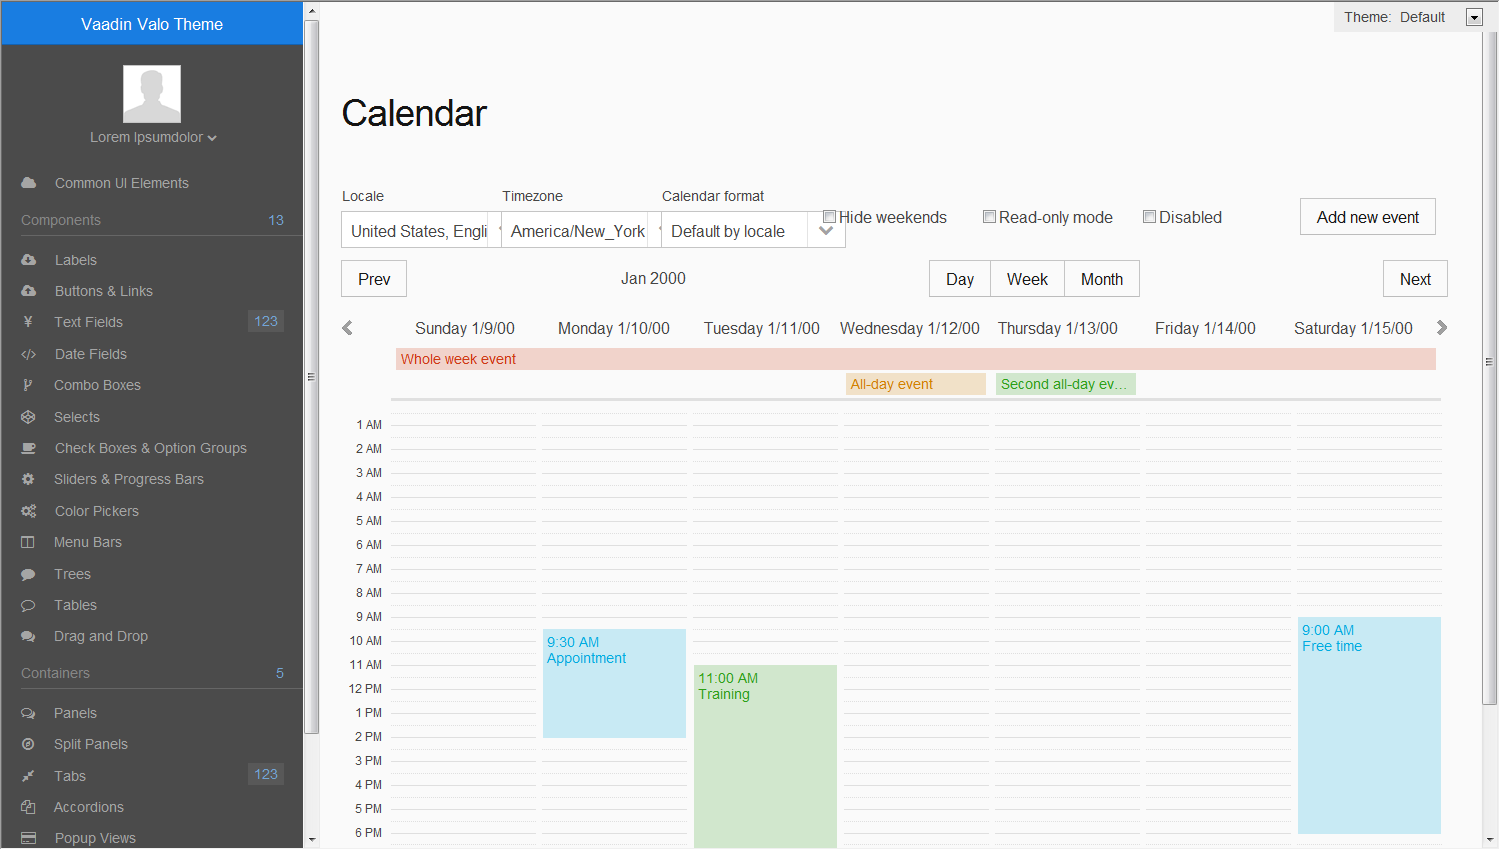 Vaadin Valo Theme
Theme: Default
Lorem Ipsumdolor
Common UI Elements
Components 13
Labels
Buttons & Links
Text Fields 123
Date Fields
Combo Boxes
Selects
Check Boxes & Option Groups
Sliders & Progress Bars
Color Pickers
Menu Bars
Trees
Tables
Drag and Drop
Containers 5
Panels
Split Panels
Tabs 123
Accordions
Popup Views
Calendar
Locale Timezone Calendar format
United States, Engli America/New_York Default by locale
Hide weekends Read-only mode Disabled Add new event
Prev Jan 2000 Day Week Month Next
Sunday 1/9/00 Monday 1/10/00 Tuesday 1/11/00 Wednesday 1/12/00 Thursday 1/13/00 Friday 1/14/00 Saturday 1/15/00
Whole week event
All-day event Second all-day ev...
1 AM
2 AM
3 AM
4 AM
5 AM
6 AM
7 AM
8 AM
9 AM
10 AM
11 AM
12 PM
1 PM
2 PM
3 PM
4 PM
5 PM
6 PM
9:30 AM
Appointment
11:00 AM
Training
9:00 AM
Free time